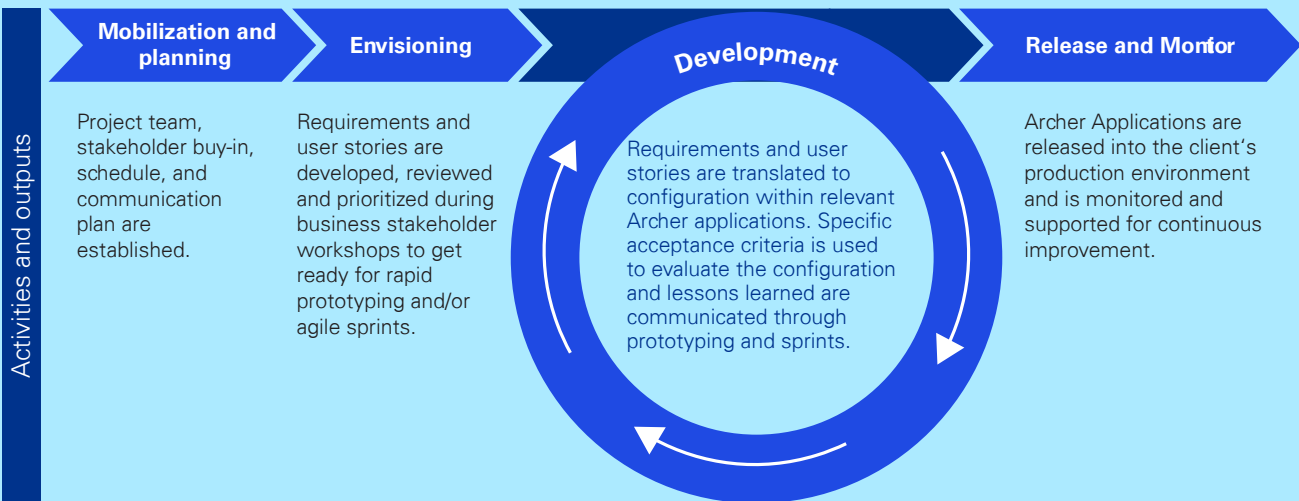 Mobilization and
planning
Envisioning
Development
Release and Monitor
Activities and outputs
Project team,
stakeholder buy-in,
schedule, and
communication
plan are
established.
Requirements and
user stories are
developed, reviewed
and prioritized during
business stakeholder
workshops to get
ready for rapid
prototyping and/or
agile sprints.
Requirements and user
stories are translated to
configuration within relevant
Archer applications. Specific
acceptance criteria is used
to evaluate the configuration
and lessons learned are
communicated through
prototyping and sprints.
Archer Applications are
released into the client's
production environment
and is monitored and
supported for continuous
improvement.